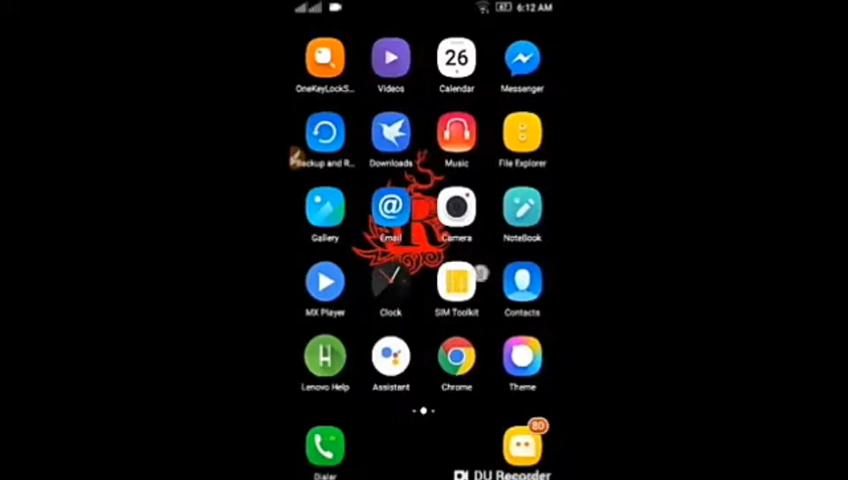 67 6:12 AM
26
OneKeyLockS... Videos Calendar Messenger
Backup and R... Downloads Music File Explorer
@
Gallery Email Camera NoteBook
MX Player Clock SIM Toolkit Contacts
H
Lenovo Help Assistant Chrome Theme
80
Dialer
DU Recorder